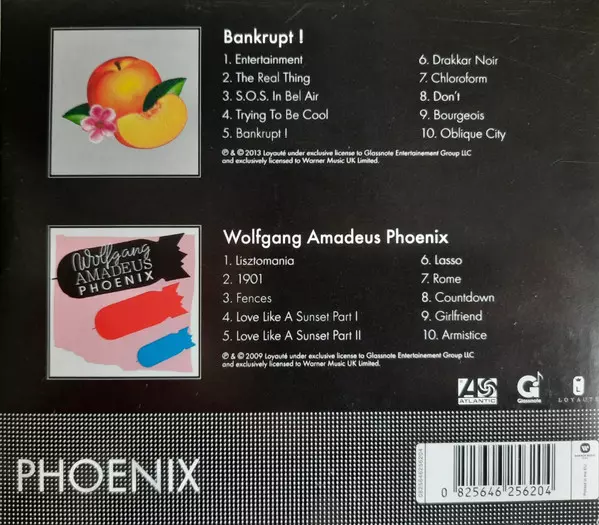 Bankrupt !
1. Entertainment
2. The Real Thing
3. S.O.S. In Bel Air
4. Trying To Be Cool
5. Bankrupt !
6. Drakkar Noir
7. Chloroform
8. Don't
9. Bourgeois
10. Oblique City
℗ & © 2013 Loyauté under exclusive license to Glassnote Entertainement Group LLC
and exclusively licensed to Warner Music UK Limited.
Wolfgang
AMADEUS
PHOENIX
Wolfgang Amadeus Phoenix
1. Lisztomania
2. 1901
3. Fences
4. Love Like A Sunset Part I
5. Love Like A Sunset Part II
6. Lasso
7. Rome
8. Countdown
9. Girlfriend
10. Armistice
℗ & © 2009 Loyauté under exclusive license to Glassnote Entertainement Group LLC
and exclusively licensed to Warner Music UK Limited.
ATLANTIC
Glassnote
L
LOYAUTÉ
PHOENIX
0825646256204
0 825646 256204